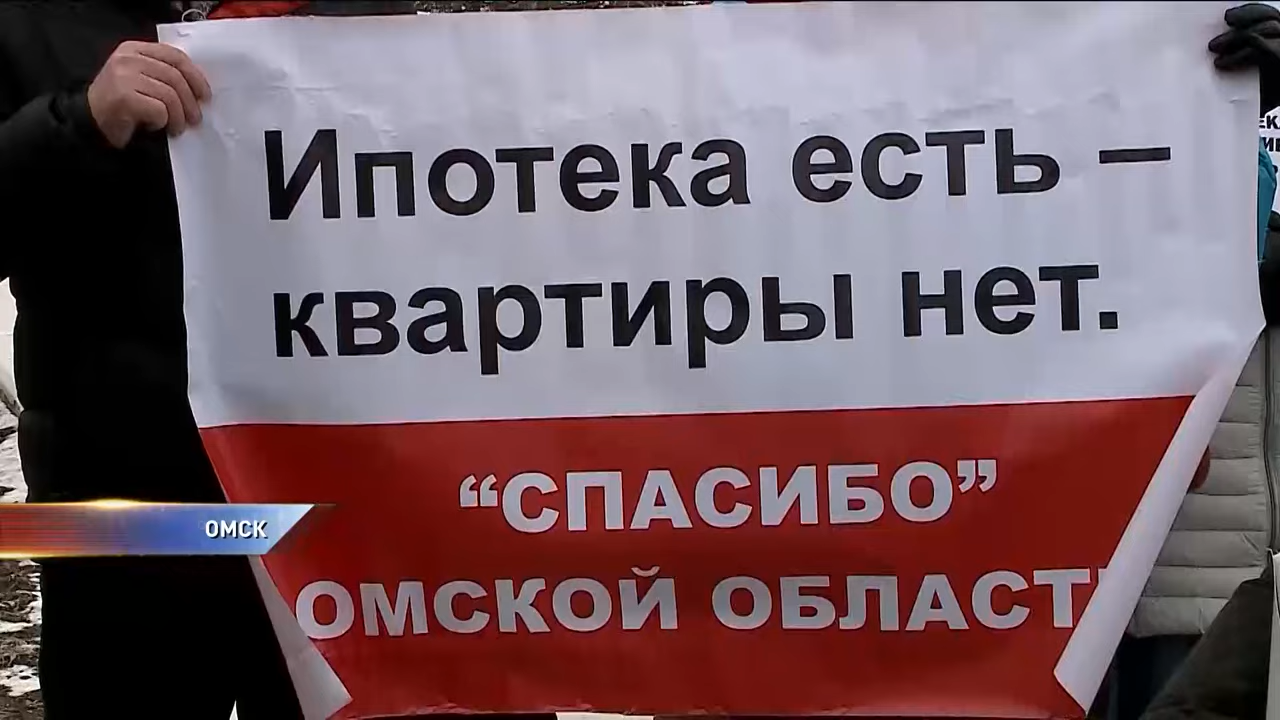 Ипотека есть –
квартиры нет.
“СПАСИБО”
ОМСКОЙ ОБЛАСТ
ОМСК